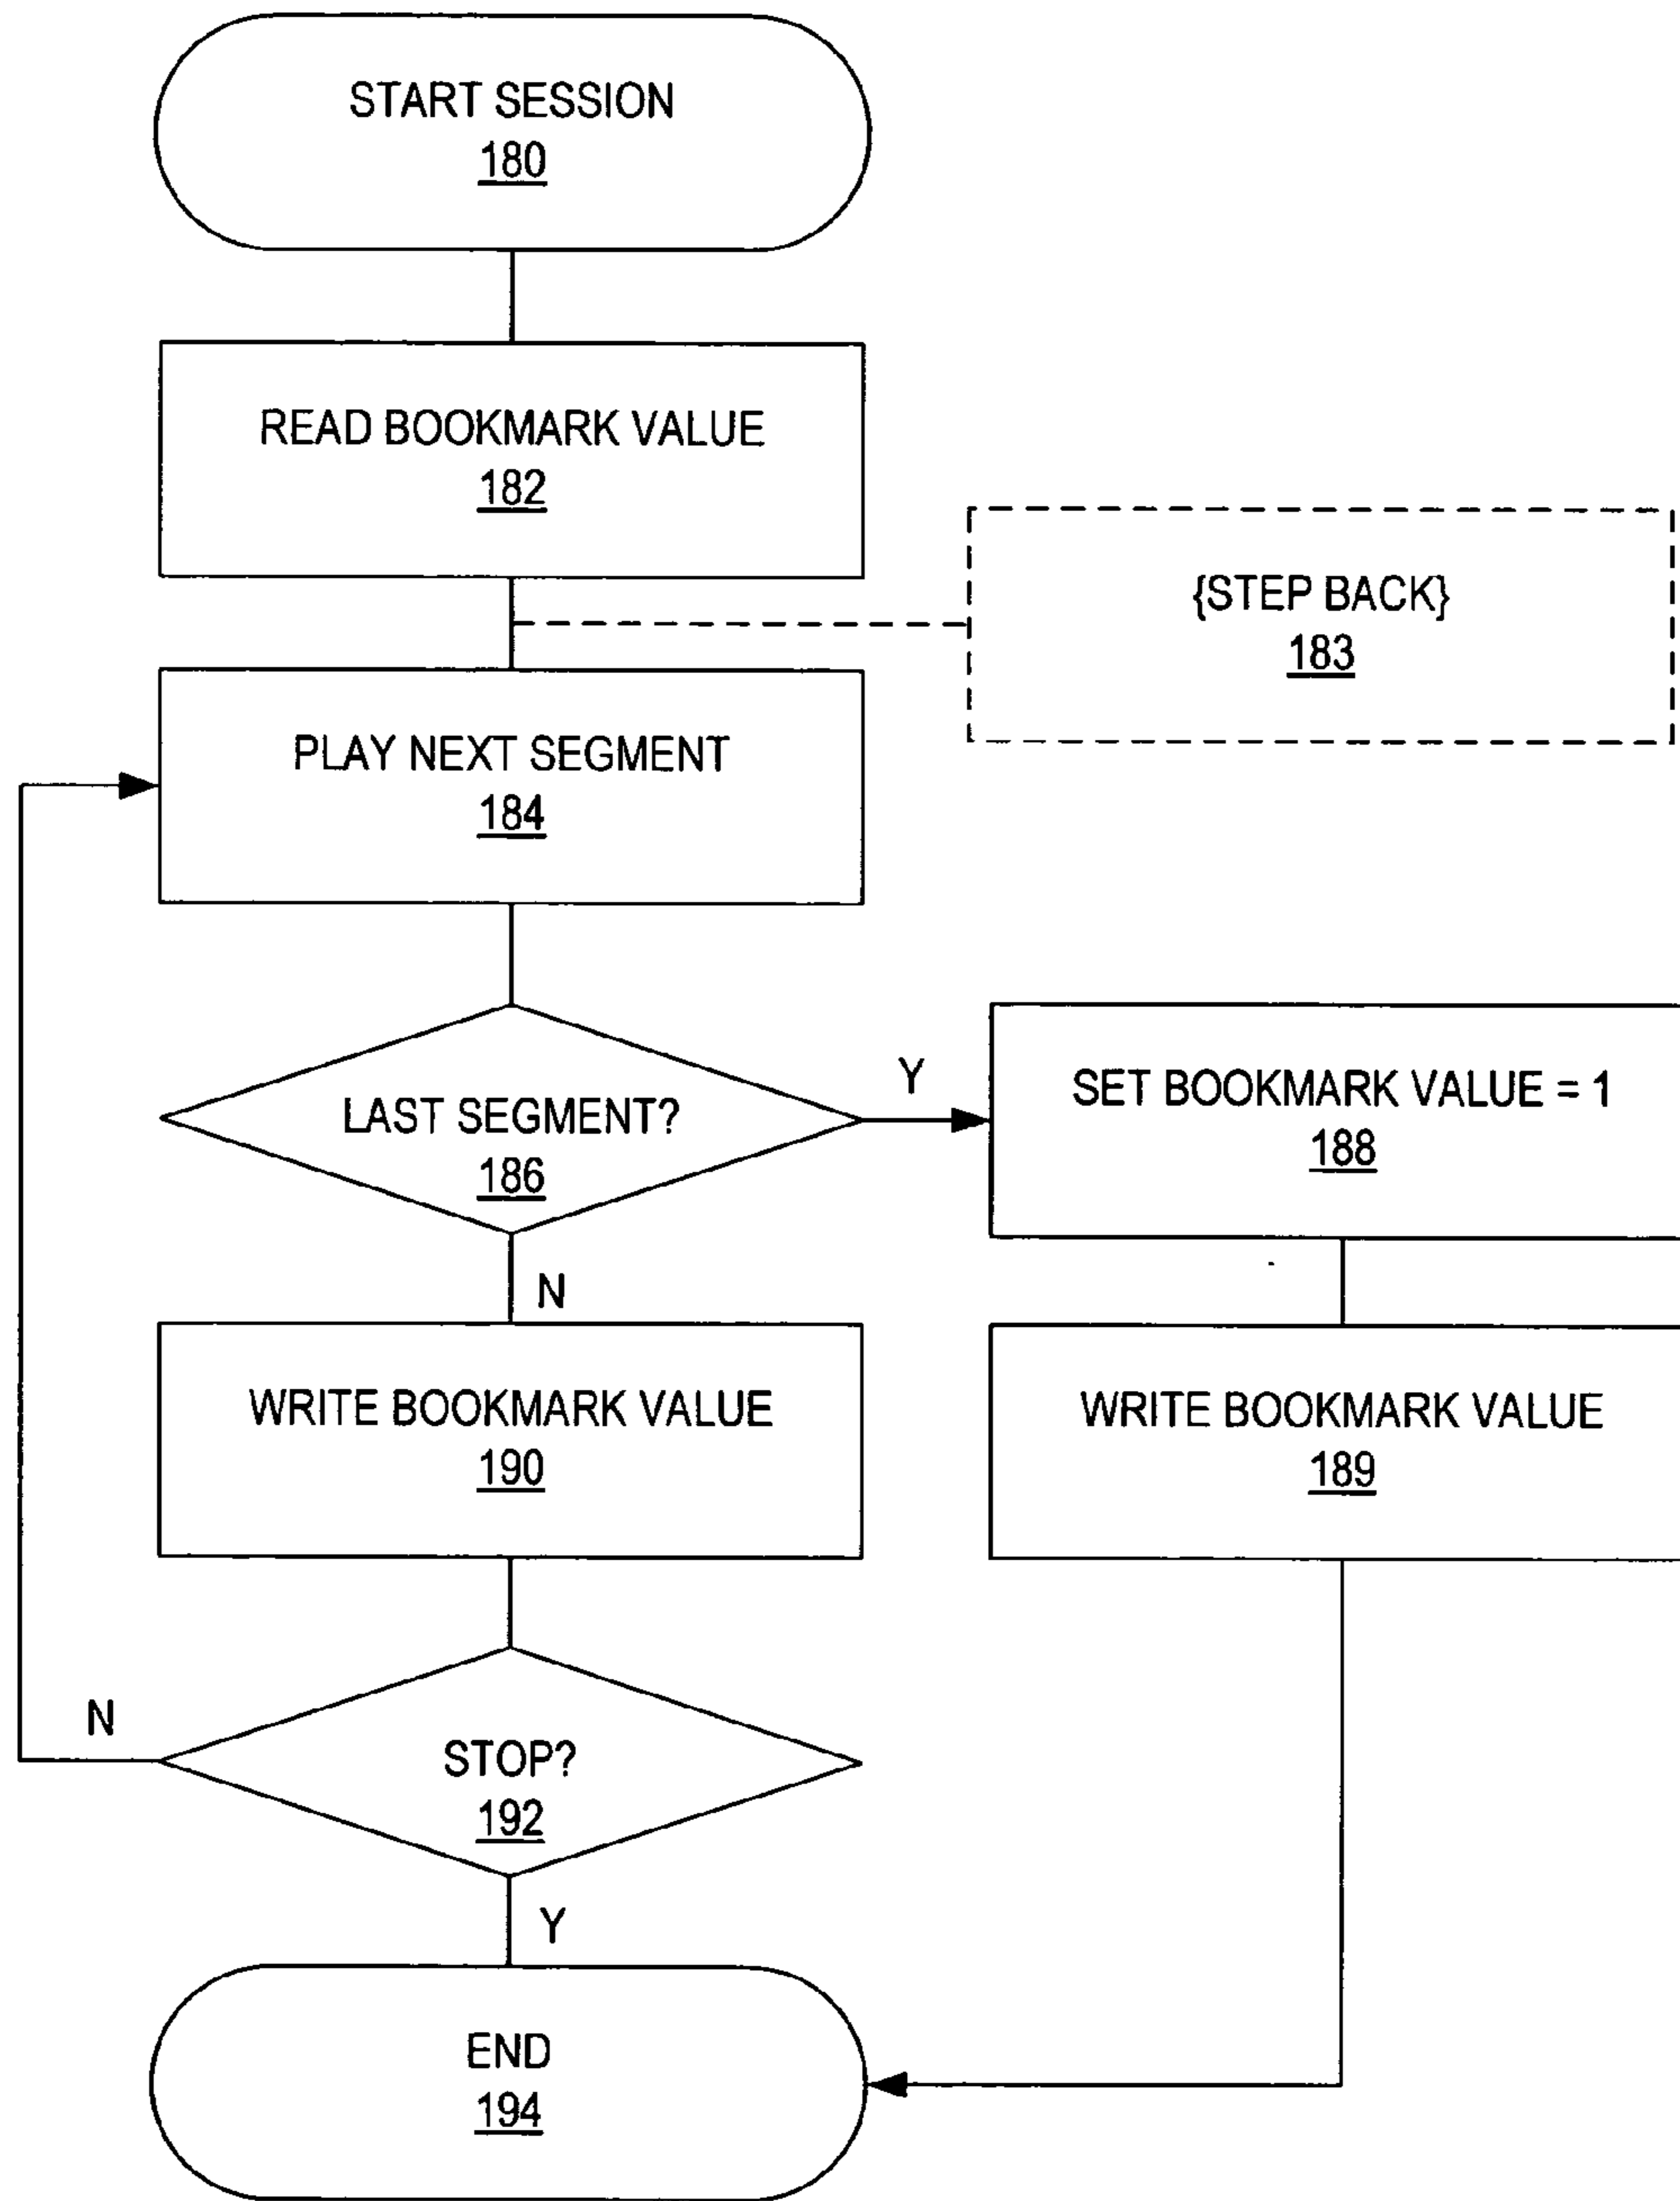 START SESSION
180
READ BOOKMARK VALUE
182
{STEP BACK}
183
PLAY NEXT SEGMENT
184
LAST SEGMENT?
186
Y
SET BOOKMARK VALUE = 1
188
N
WRITE BOOKMARK VALUE
190
WRITE BOOKMARK VALUE
189
N
STOP?
192
Y
END
194